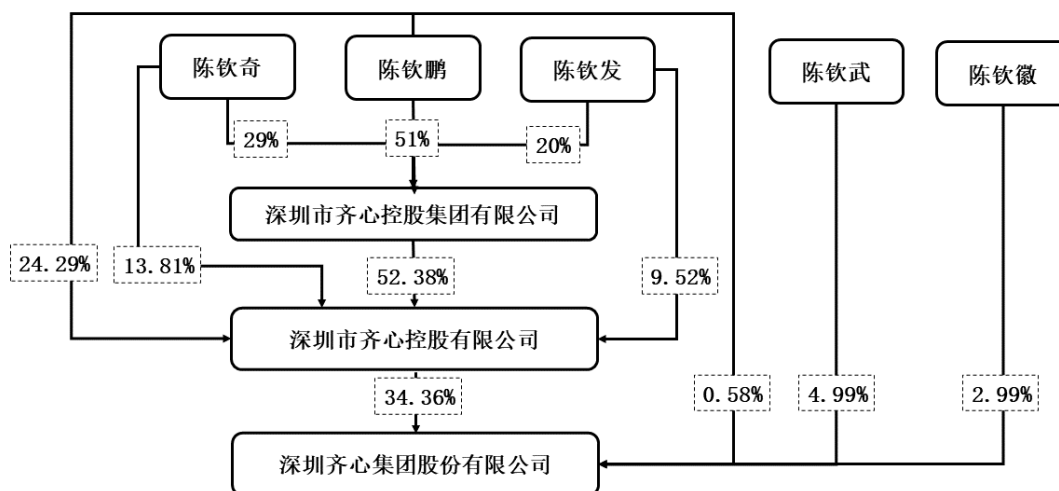 陈钦奇
陈钦鹏
陈钦发
陈钦武
陈钦徽
29%
51%
20%
深圳市齐心控股集团有限公司
24.29%
13.81%
52.38%
9.52%
深圳市齐心控股有限公司
34.36%
0.58%
4.99%
2.99%
深圳齐心集团股份有限公司